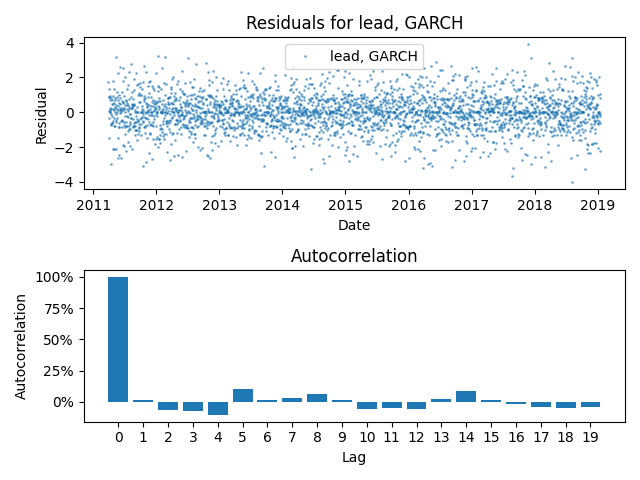 Residuals for lead, GARCH
lead, GARCH
Residual
4
2
0
−2
−4
2011 2012 2013 2014 2015 2016 2017 2018 2019
Date
Autocorrelation
Autocorrelation
100%
75%
50%
25%
0%
0 1 2 3 4 5 6 7 8 9 10 11 12 13 14 15 16 17 18 19
Lag